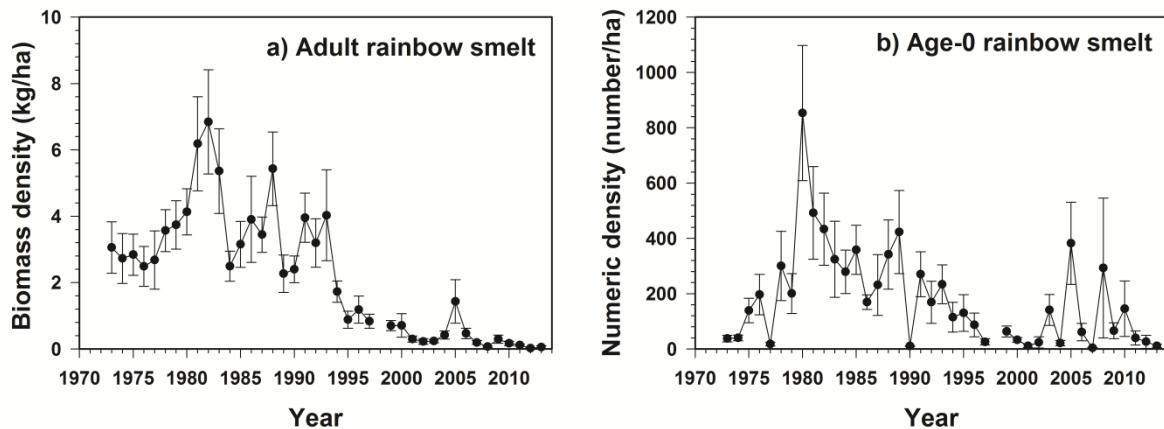 a) Adult rainbow smelt
Biomass density (kg/ha)
10
8
6
4
2
0
1970 1975 1980 1985 1990 1995 2000 2005 2010
Year
b) Age-0 rainbow smelt
Numeric density (number/ha)
1200
1000
800
600
400
200
0
1970 1975 1980 1985 1990 1995 2000 2005 2010
Year